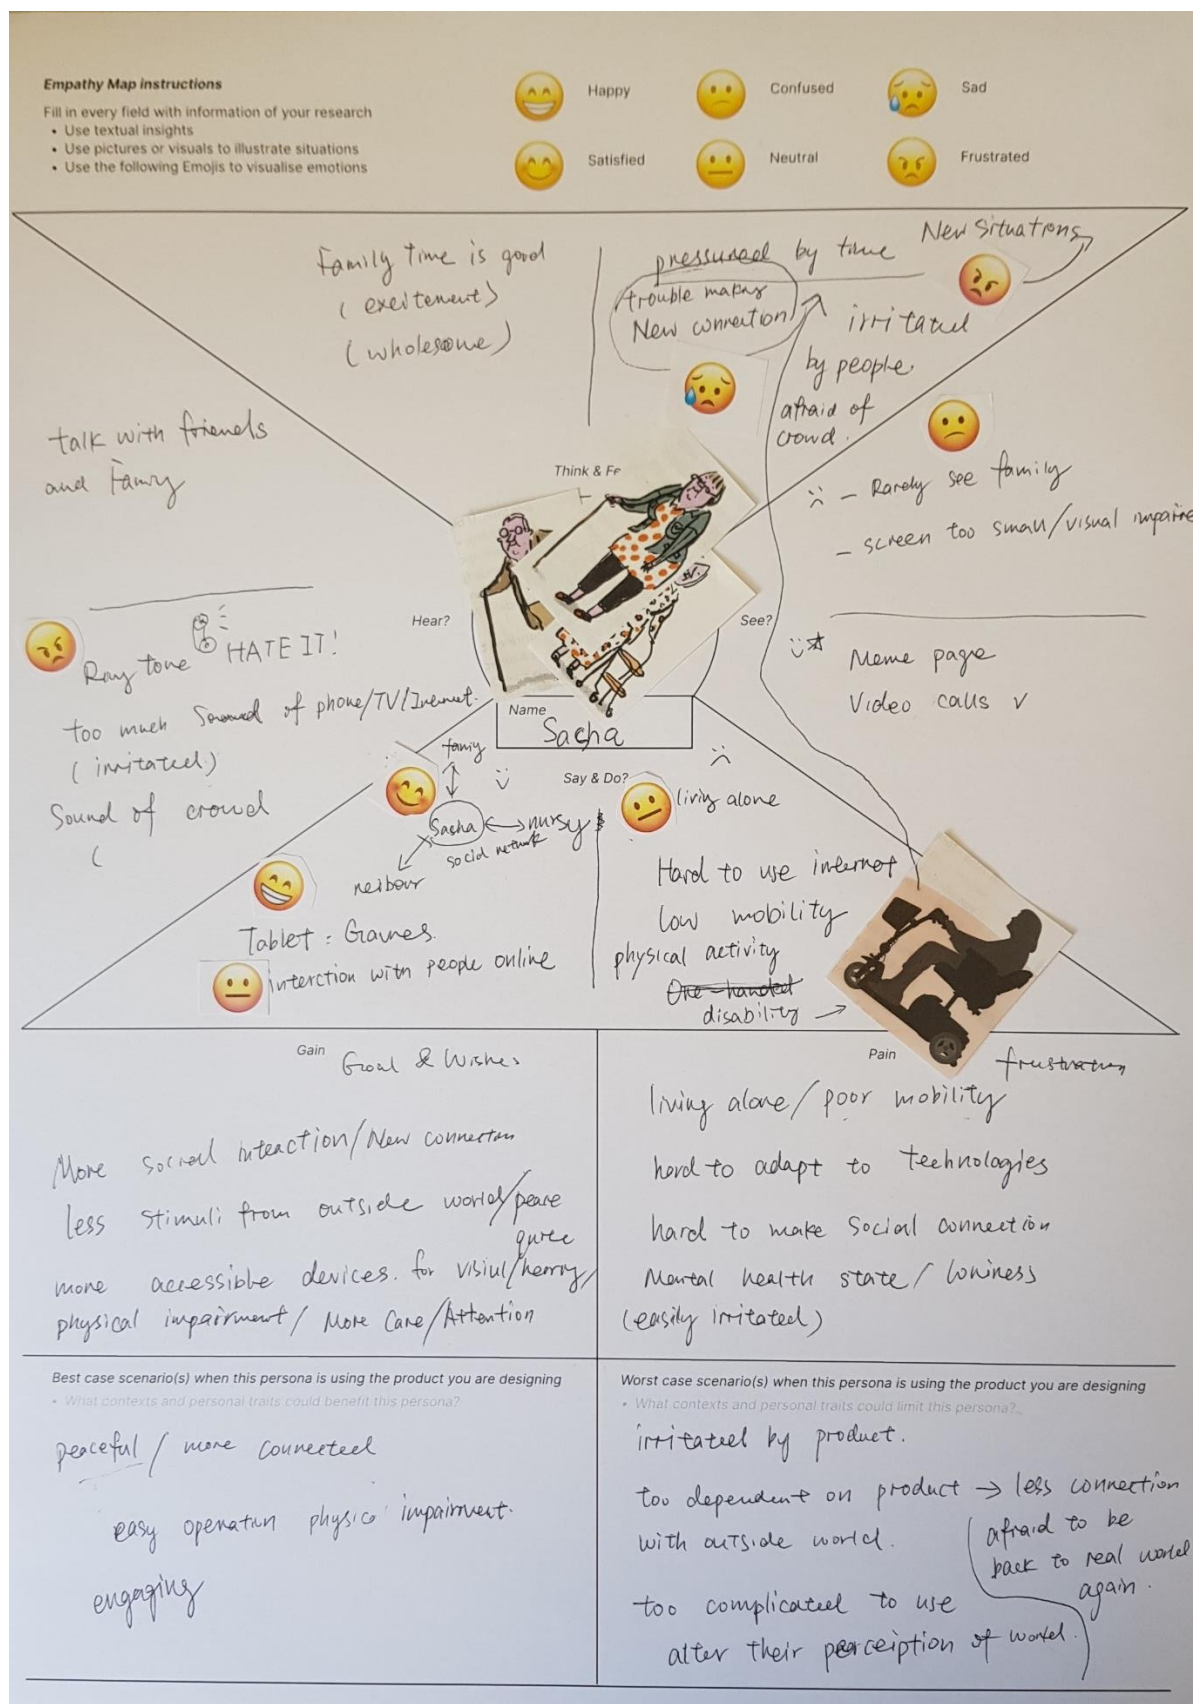 Empathy Map instructions
Fill in every field with information of your research
• Use textual insights
• Use pictures or visuals to illustrate situations
• Use the following Emojis to visualise emotions
Happy
Confused
Sad
Satisfied
Neutral
Frustrated
Family Time is good
(exeitement)
(wholesome)
pressured by time
New Situations
trouble making
New connection
irritated
by people.
afraid of
crowd.
Think & Fe
talk with friends
and Famiy
Hear?
HATE IT!
too much Sound of phone/TV/Internet.
(irritated)
Sound of crowd
(
See?
- Rarely see family
- screen too small/visual impaire
Meme page
Video calls ✓
Name
Sacha
Say & Do?
famiy
Sasha
nursy
social network
neibour
Tablet : Games.
interction with people online
living alone
Hard to use internet
low mobility
physical activity
One-handed
disability
Gain
Goal & Wishes
More social inteaction/New connecton
less stimuli from outside world/peace
quite
more accessible devices. for visiul/hearing/
physical impairment/ More Care/Attention
Pain
frustration
living alone/poor mobility
hard to adapt to technologies
hard to make social connection
Mental health state/ loniness
(easily irritated)
Best case scenario(s) when this persona is using the product you are designing
• What contexts and personal traits could benefit this persona?
peaceful / more connected
easy operation physica impairment.
engaging
Worst case scenario(s) when this persona is using the product you are designing
• What contexts and personal traits could limit this persona?
irritated by product.
too dependent on product → less connection
with outside world.
afraid to be
back to real world
again.
too complicated to use
alter their perceiption of world.